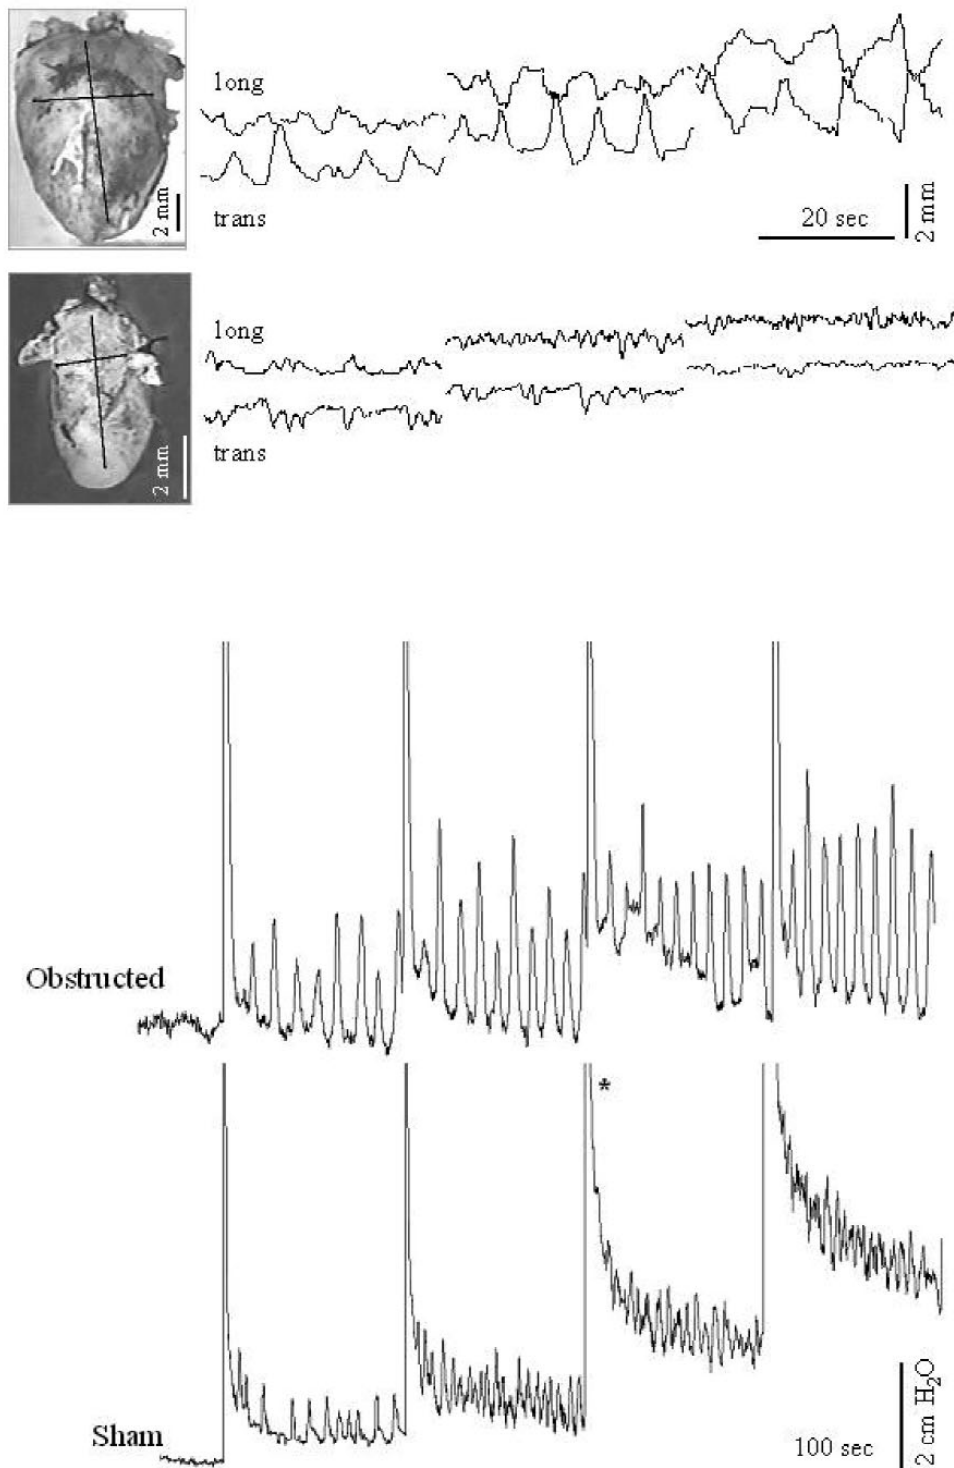 long
trans
2 mm
20 sec
2 mm
long
trans
2 mm
Obstructed
*
Sham
100 sec
2 cm H₂O